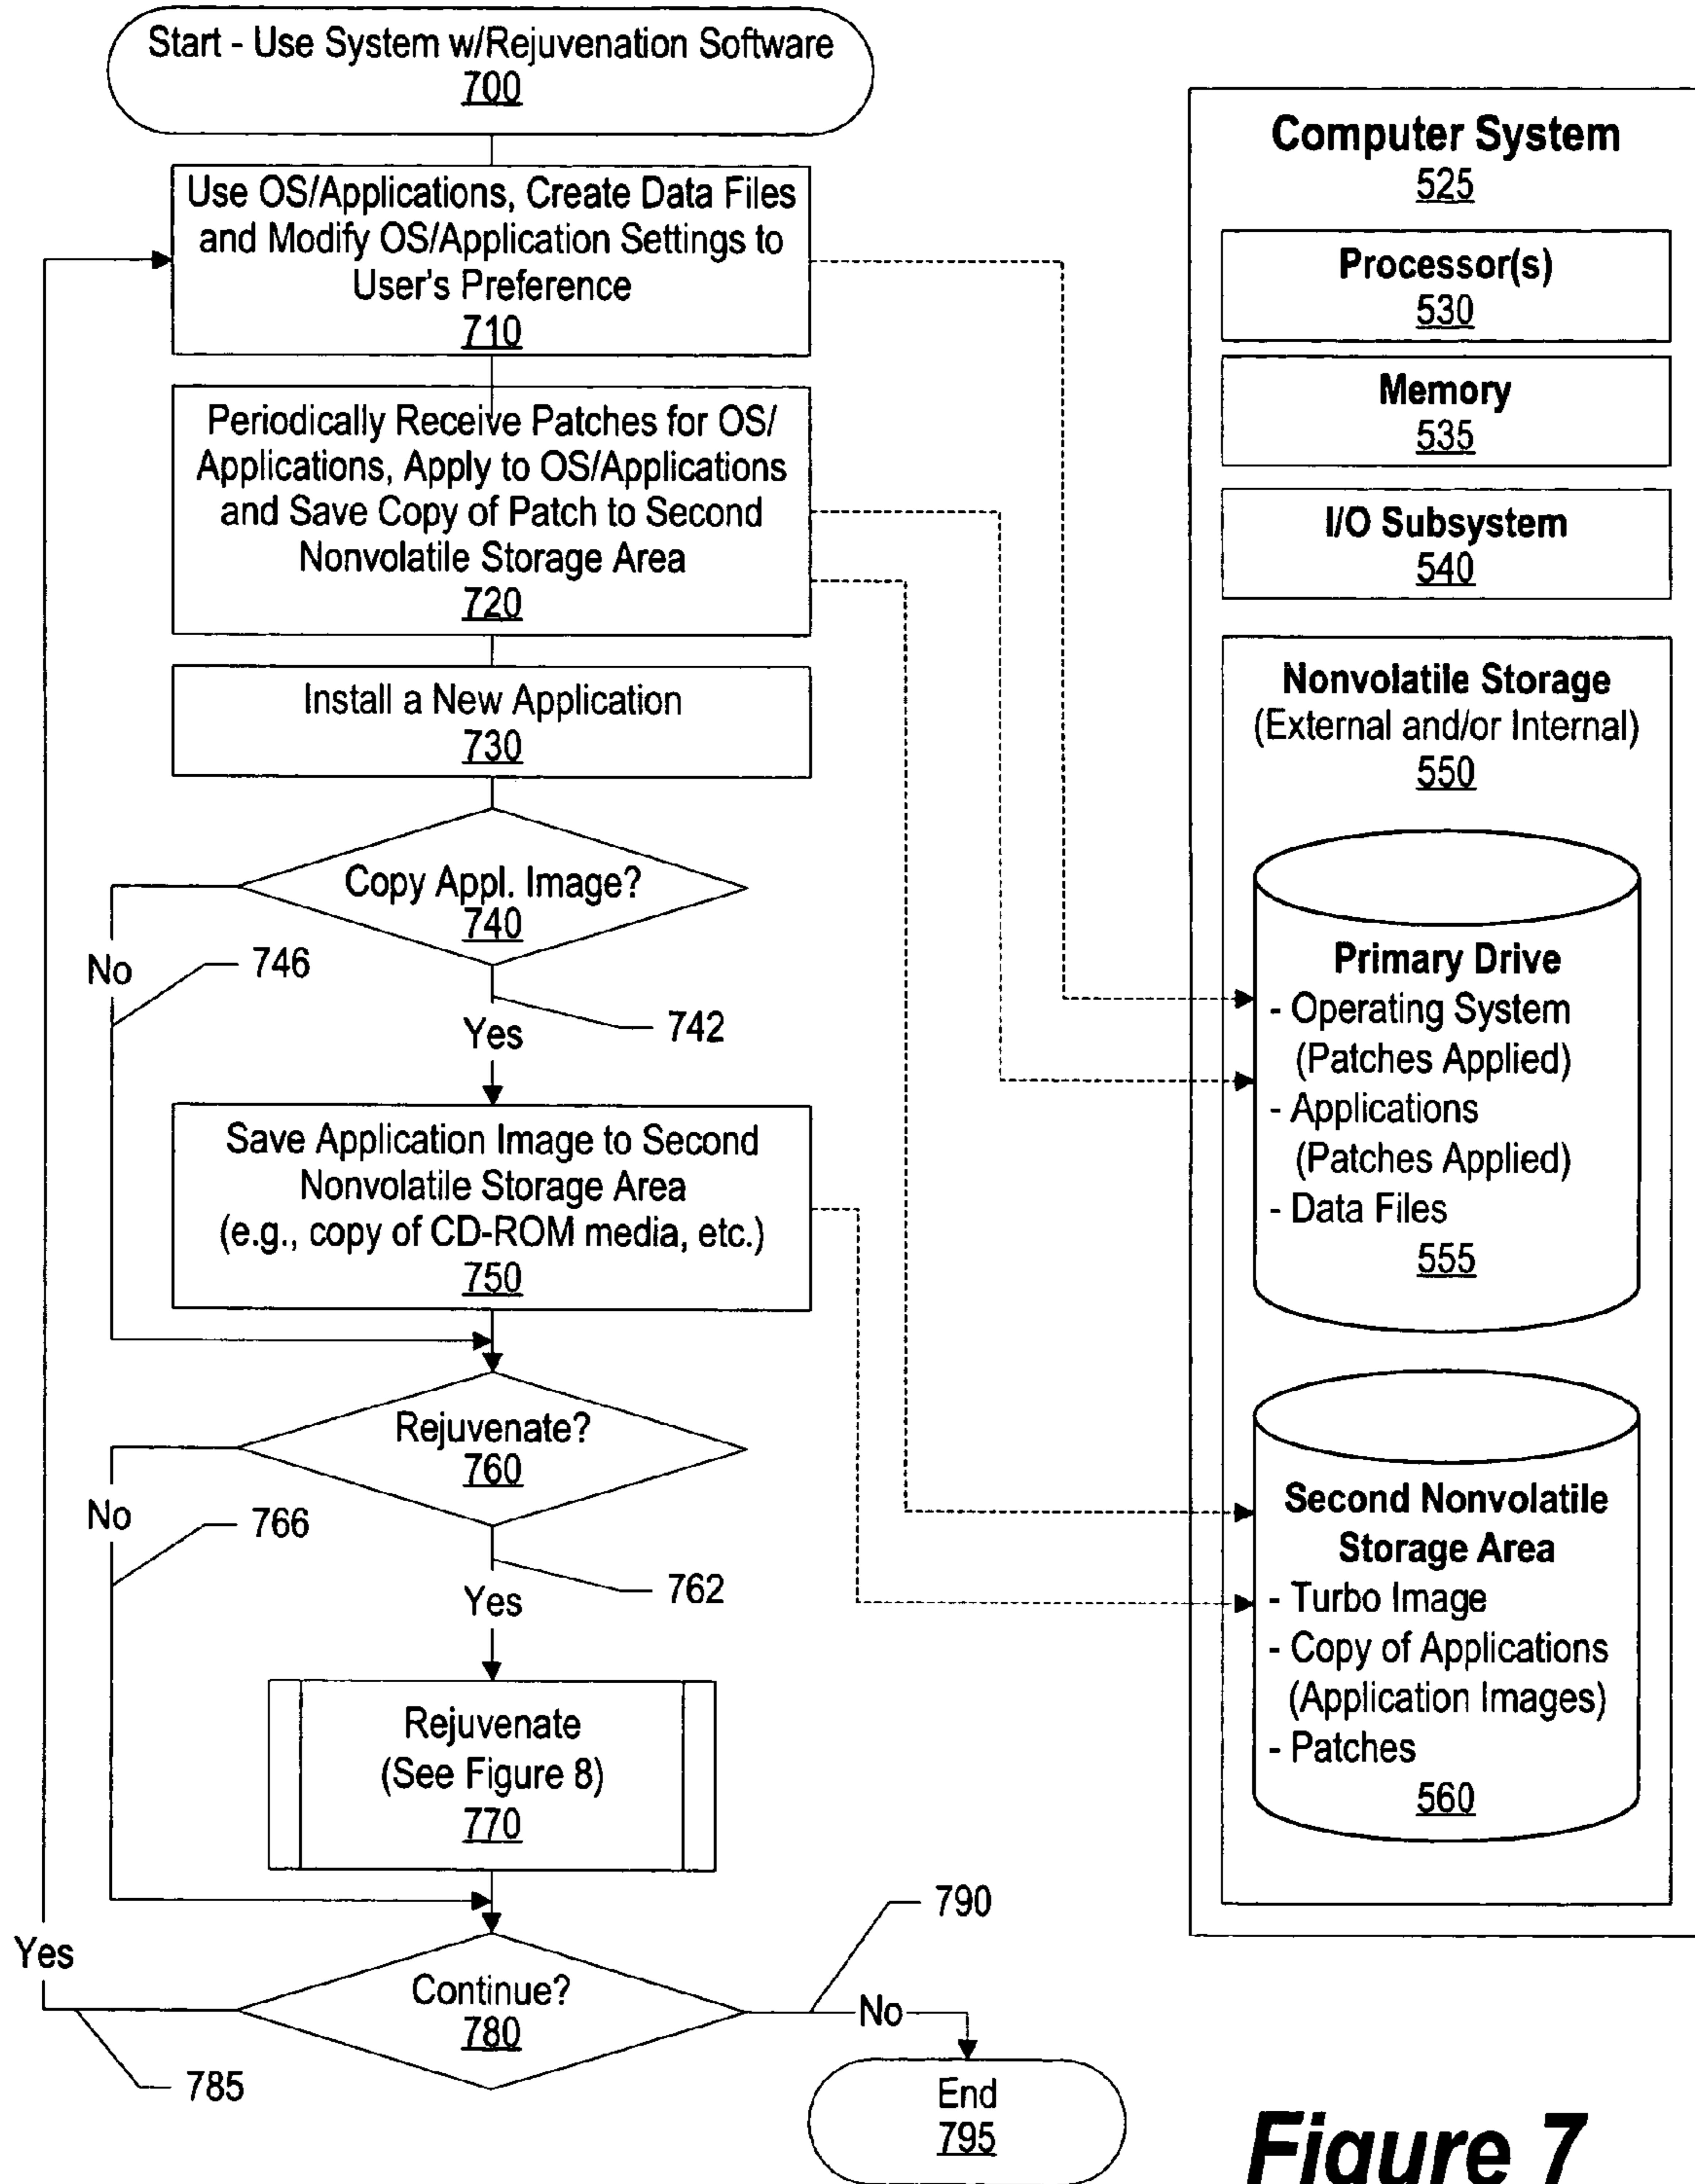 Start - Use System w/Rejuvenation Software
700
Use OS/Applications, Create Data Files
and Modify OS/Application Settings to
User's Preference
710
Periodically Receive Patches for OS/
Applications, Apply to OS/Applications
and Save Copy of Patch to Second
Nonvolatile Storage Area
720
Install a New Application
730
Copy Appl. Image?
740
No
746
742
Yes
Save Application Image to Second
Nonvolatile Storage Area
(e.g., copy of CD-ROM media, etc.)
750
Rejuvenate?
760
No
766
762
Yes
Rejuvenate
(See Figure 8)
770
790
Yes
Continue?
780
No
785
End
795
Computer System
525
Processor(s)
530
Memory
535
I/O Subsystem
540
Nonvolatile Storage
(External and/or Internal)
550
Primary Drive
- Operating System
(Patches Applied)
- Applications
(Patches Applied)
- Data Files
555
Second Nonvolatile
Storage Area
- Turbo Image
- Copy of Applications
(Application Images)
- Patches
560
Figure 7